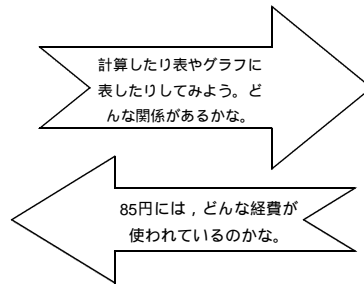 計算したり表やグラフに
表したりしてみよう。ど
んな関係があるかな。
85円には，どんな経費が
使われているのかな。